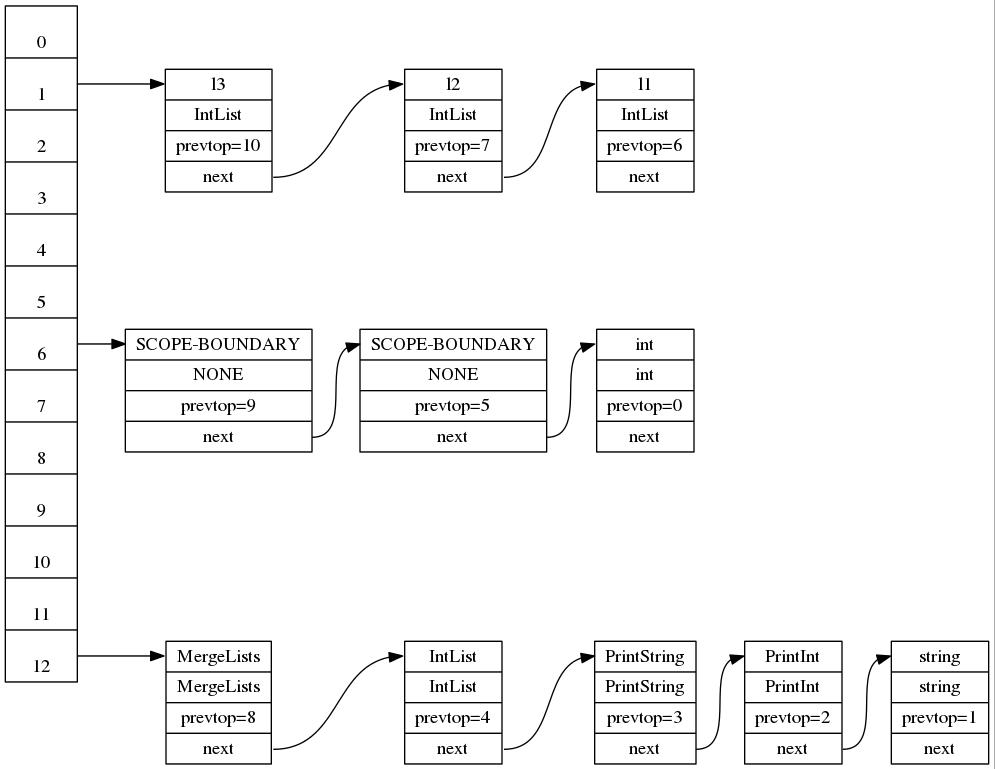 0
1
2
3
4
5
6
7
8
9
10
11
12
l3
IntList
prevtop=10
next
l2
IntList
prevtop=7
next
l1
IntList
prevtop=6
next
SCOPE-BOUNDARY
NONE
prevtop=9
next
SCOPE-BOUNDARY
NONE
prevtop=5
next
int
int
prevtop=0
next
MergeLists
MergeLists
prevtop=8
next
IntList
IntList
prevtop=4
next
PrintString
PrintString
prevtop=3
next
PrintInt
PrintInt
prevtop=2
next
string
string
prevtop=1
next